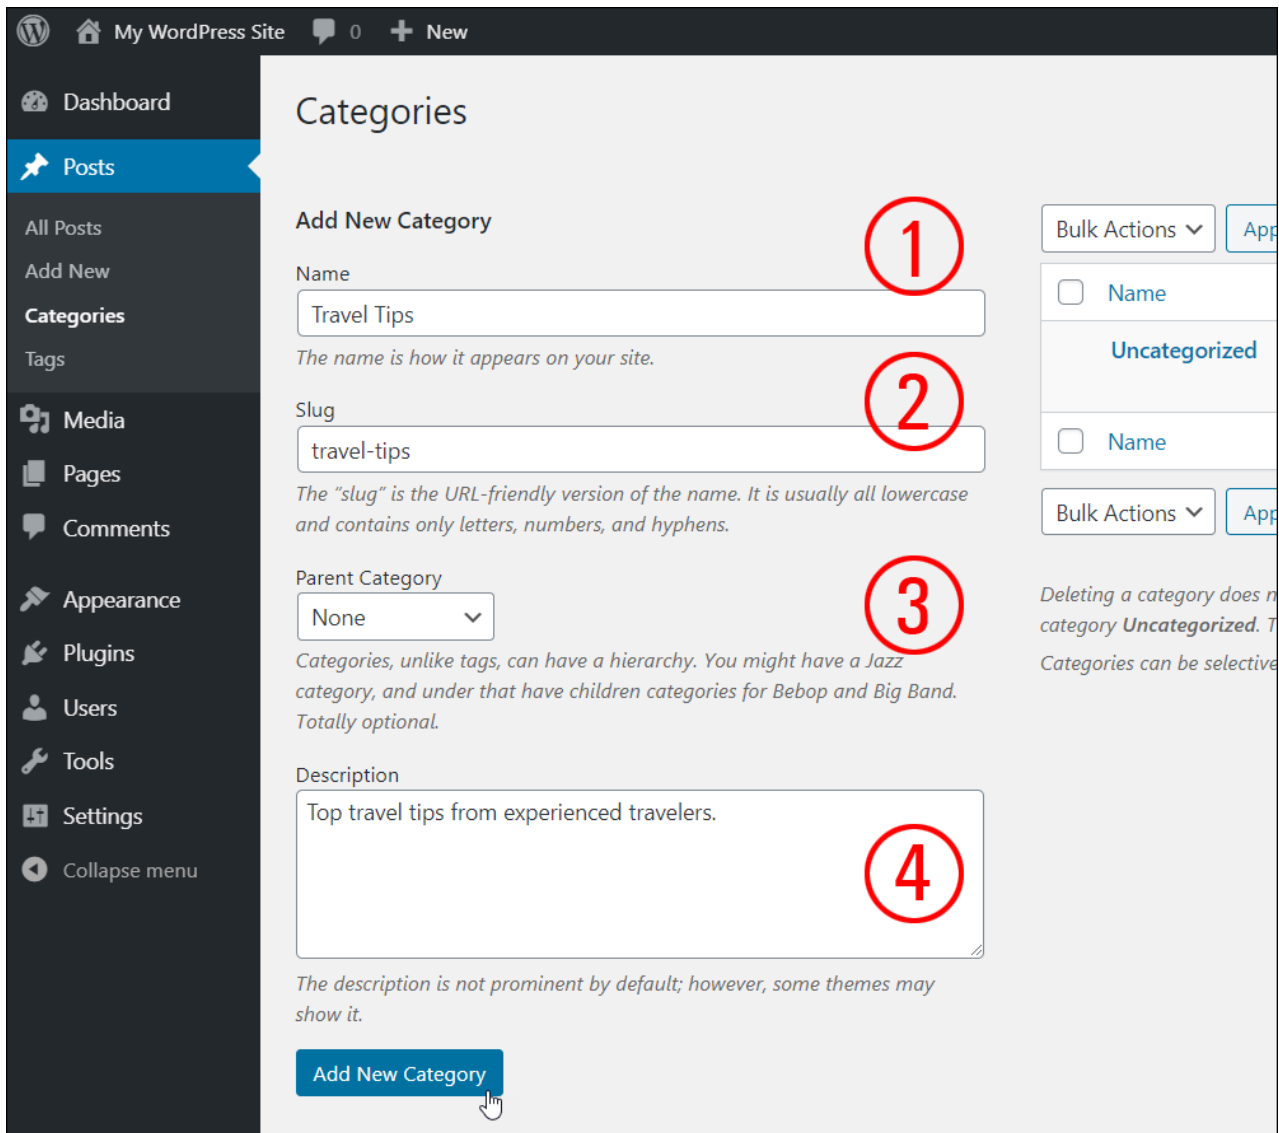 My WordPress Site 0 New
Dashboard
Posts
All Posts
Add New
Categories
Tags
Media
Pages
Comments
Appearance
Plugins
Users
Tools
Settings
Collapse menu
Categories
Add New Category
1
Name
Travel Tips
The name is how it appears on your site.
2
Slug
travel-tips
The “slug” is the URL-friendly version of the name. It is usually all lowercase
and contains only letters, numbers, and hyphens.
3
Parent Category
None
Categories, unlike tags, can have a hierarchy. You might have a Jazz
category, and under that have children categories for Bebop and Big Band.
Totally optional.
Description
Top travel tips from experienced travelers.
4
The description is not prominent by default; however, some themes may
show it.
Add New Category
Bulk Actions App
Name
Uncategorized
Name
Bulk Actions App
Deleting a category does n
category Uncategorized. T
Categories can be selective